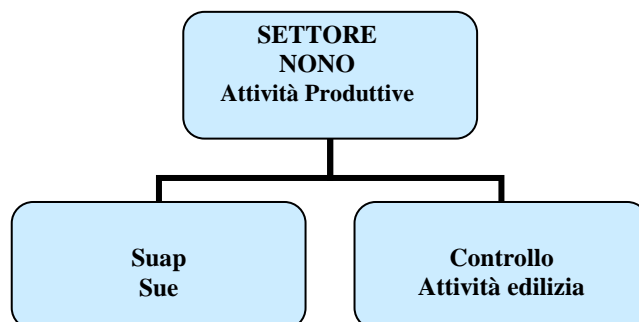 SETTORE
NONO
Attività Produttive
Suap
Sue
Controllo
Attività edilizia